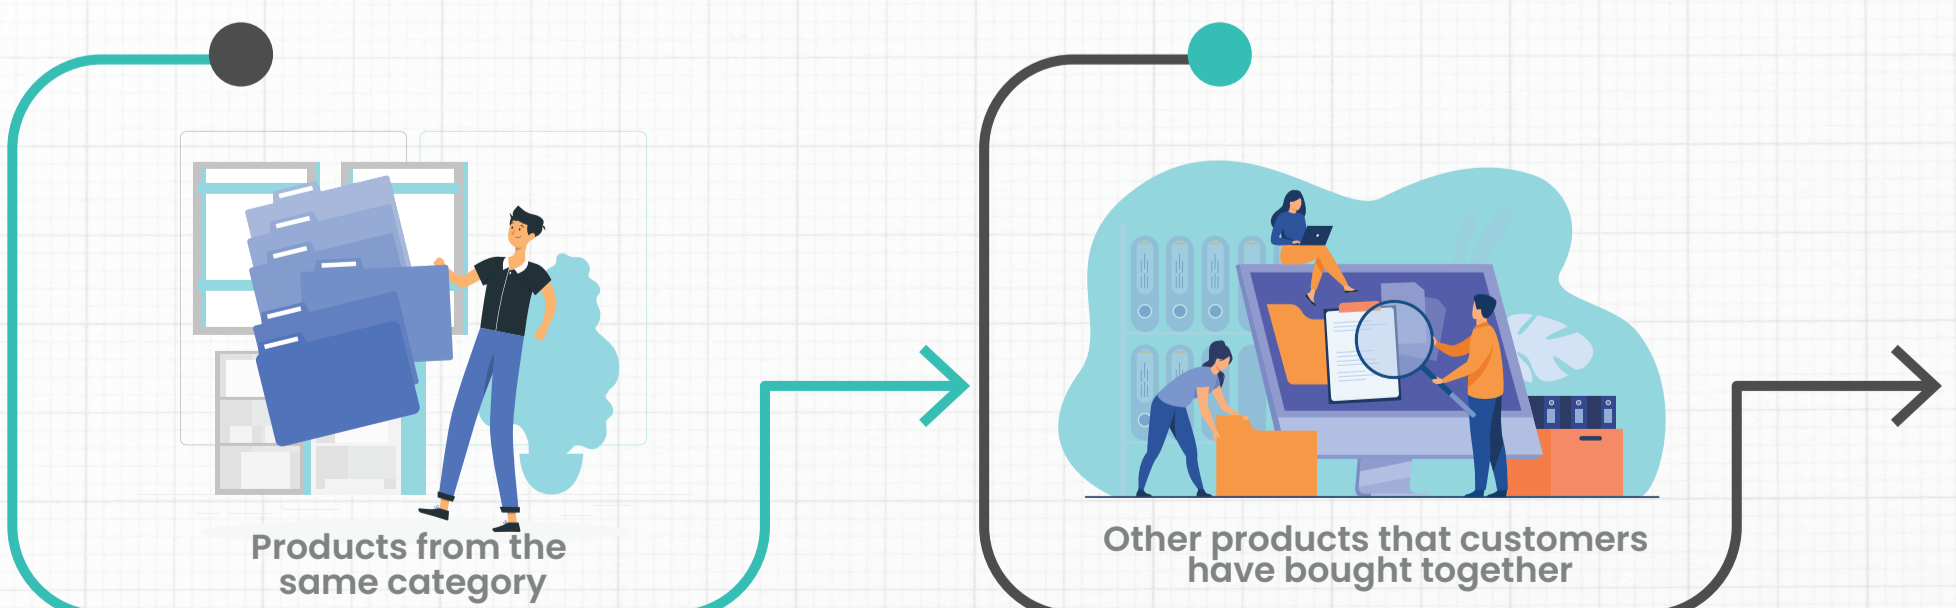 Products from the
same category
Other products that customers
have bought together